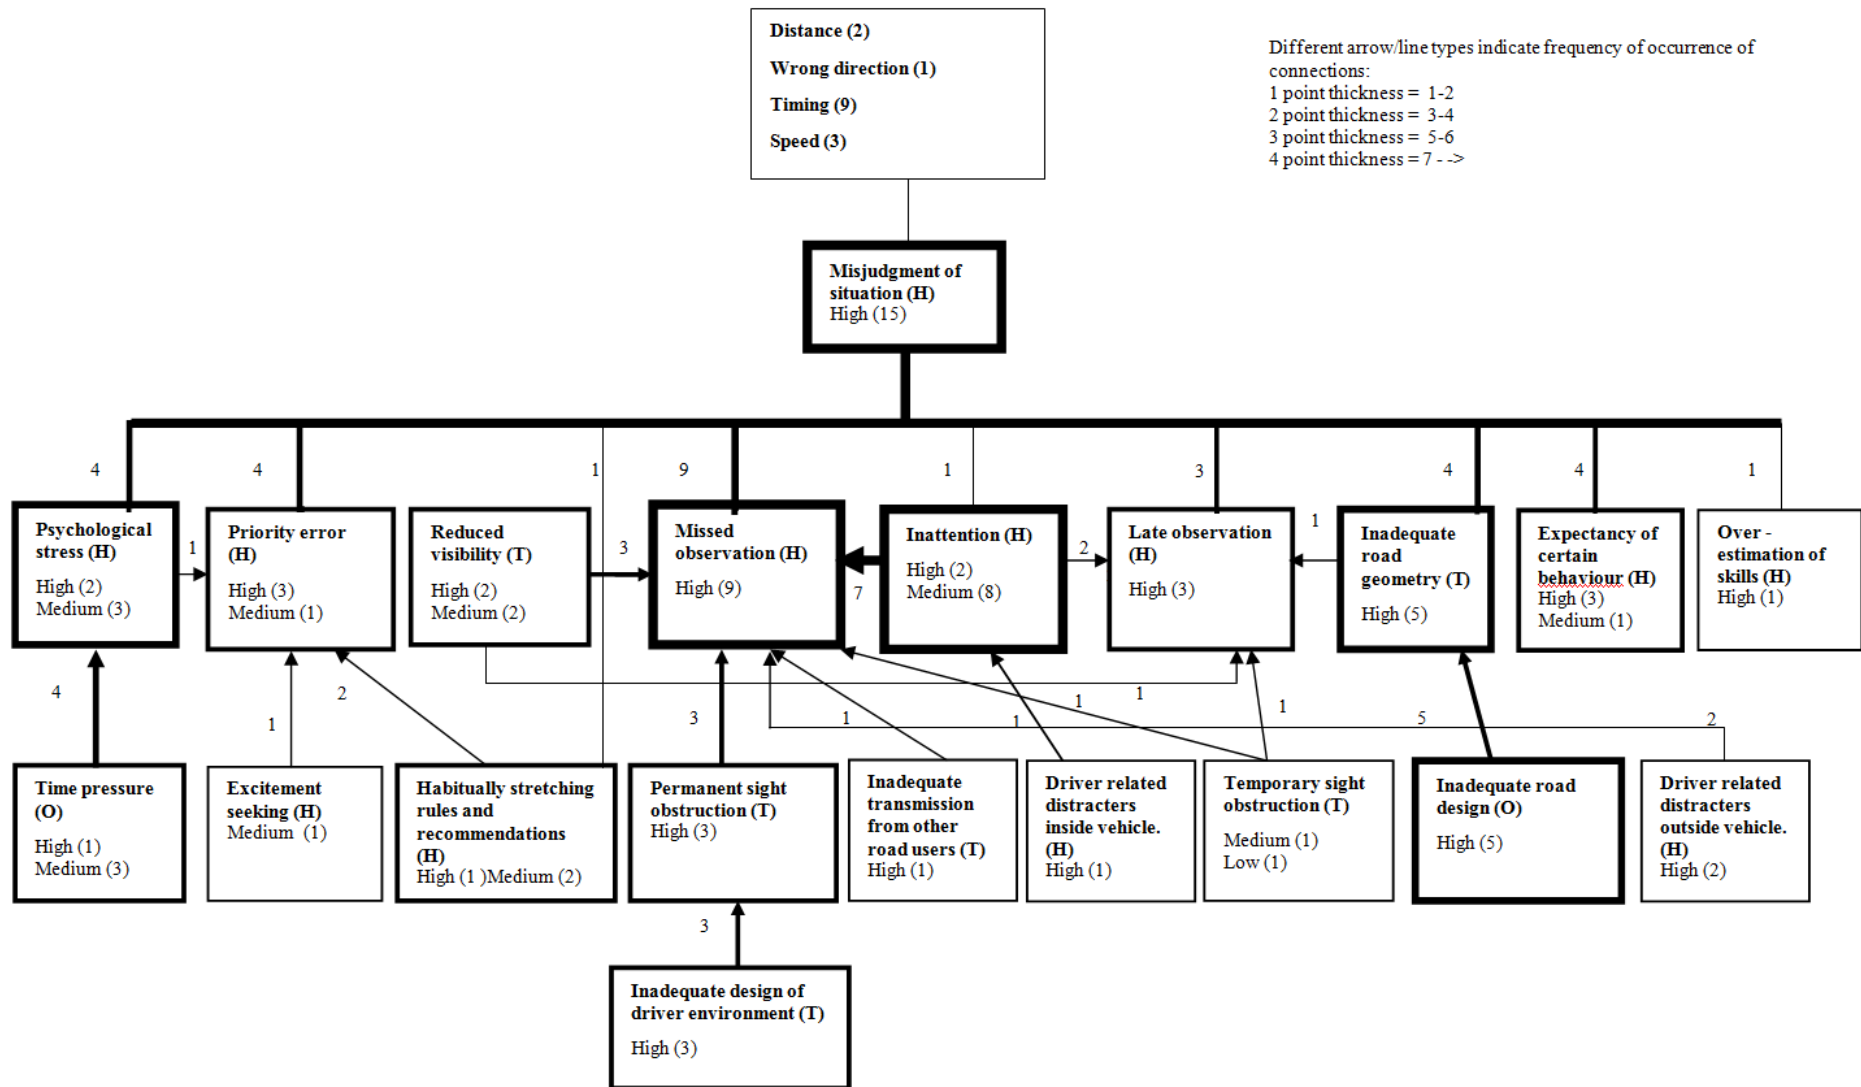 Distance (2)
Wrong direction (1)
Timing (9)
Speed (3)
Different arrow/line types indicate frequency of occurrence of
connections:
1 point thickness = 1-2
2 point thickness = 3-4
3 point thickness = 5-6
4 point thickness = 7 - ->
Misjudgment of
situation (H)
High (15)
4
4
1
9
1
3
4
4
1
Psychological
stress (H)
High (2)
Medium (3)
1
Priority error
(H)
High (3)
Medium (1)
Reduced
visibility (T)
High (2)
Medium (2)
3
Missed
observation (H)
High (9)
7
Inattention (H)
High (2)
Medium (8)
2
Late observation
(H)
High (3)
1
Inadequate
road
geometry (T)
High (5)
Expectancy of
certain
behaviour (H)
High (3)
Medium (1)
Over -
estimation of
skills (H)
High (1)
4
1
2
3
1
1
1
1
1
5
2
Time pressure
(O)
High (1)
Medium (3)
Excitement
seeking (H)
Medium (1)
Habitually stretching
rules and
recommendations
(H)
High (1 )Medium (2)
Permanent sight
obstruction (T)
High (3)
Inadequate
transmission
from other
road users (T)
High (1)
Driver related
distracters
inside vehicle.
(H)
High (1)
Temporary sight
obstruction (T)
Medium (1)
Low (1)
Inadequate road
design (O)
High (5)
Driver related
distracters
outside vehicle.
(H)
High (2)
3
Inadequate design of
driver environment (T)
High (3)